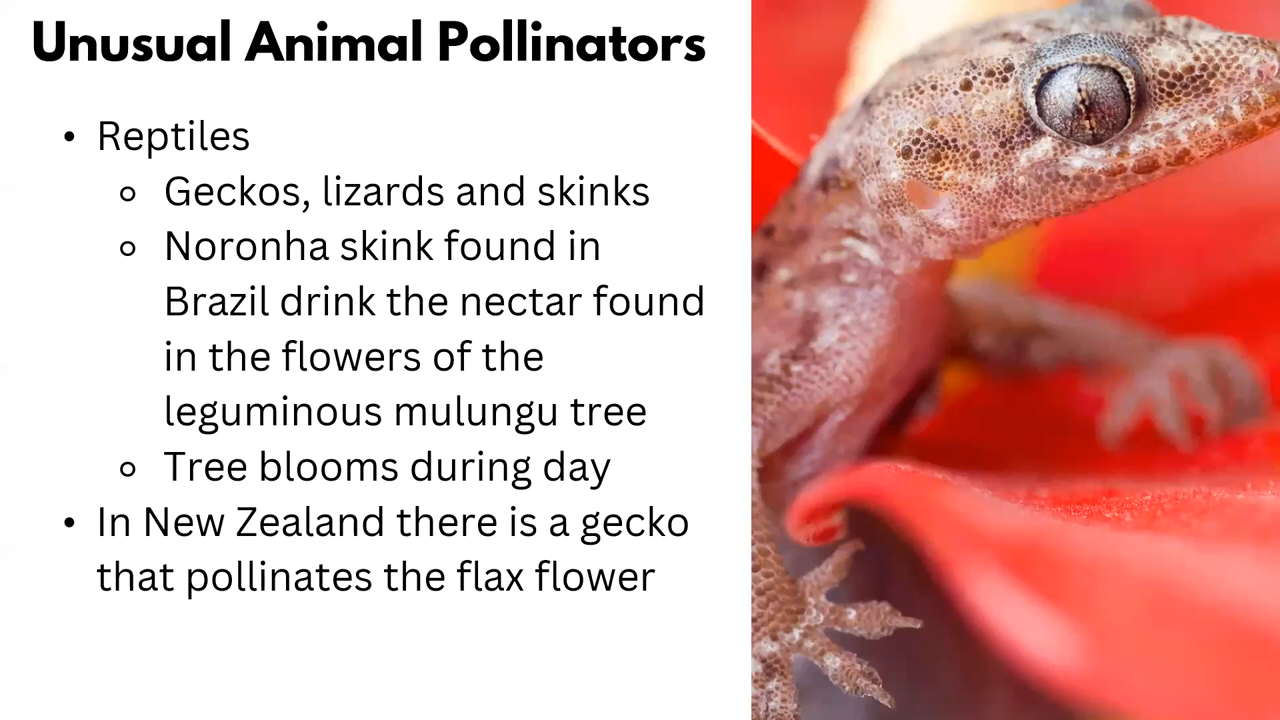 Unusual Animal Pollinators
• Reptiles
◦ Geckos, lizards and skinks
◦ Noronha skink found in
Brazil drink the nectar found
in the flowers of the
leguminous mulungu tree
◦ Tree blooms during day
• In New Zealand there is a gecko
that pollinates the flax flower